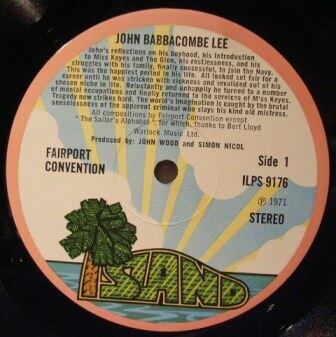 JOHN BABBACOMBE LEE
John's reflections on his boyhood, his introduction
to Miss Keyes and The Glen, his restlessness, and his
struggles with his family, finally successful, to join the Navy.
This was the happiest period in his life. All looked set fair for a
career until he was stricken with sickness and invalided out of his
chosen niche in life. Reluctantly and unhappily he turned to a number
of menial occupations and finally returned to the services of Miss Keyes.
Tragedy now strikes hard. The world's imagination is caught by the brutal
senselessness of the apparent criminal who slays his kind old mistress.
All compositions by Fairport Convention except
"The Sailor's Alphabet", for which, thanks to Bert Lloyd
Warlock Music Ltd.
Produced by: JOHN WOOD and SIMON NICOL
FAIRPORT
CONVENTION
Side 1
ILPS 9176
℗ 1971
STEREO
ISLAND